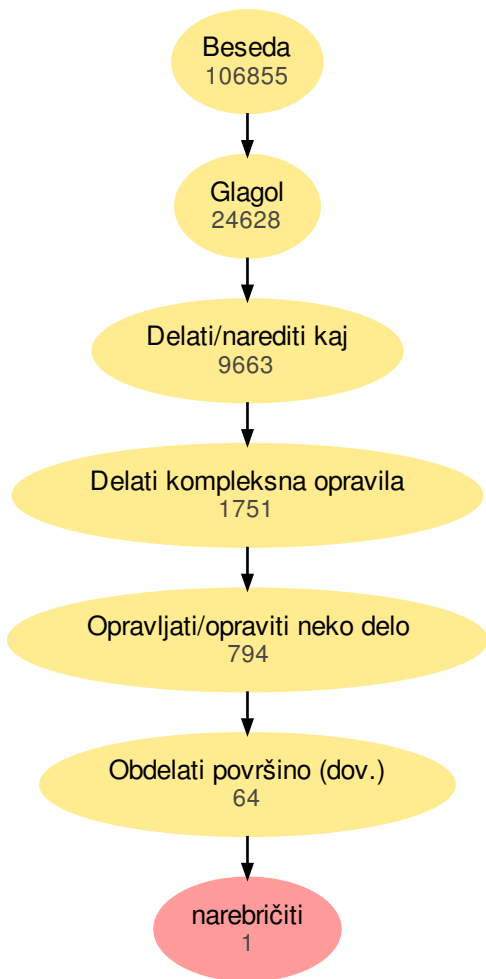 Beseda
106855
Glagol
24628
Delati/narediti kaj
9663
Delati kompleksna opravila
1751
Opravljati/opraviti neko delo
794
Obdelati površino (dov.)
64
narebričiti
1